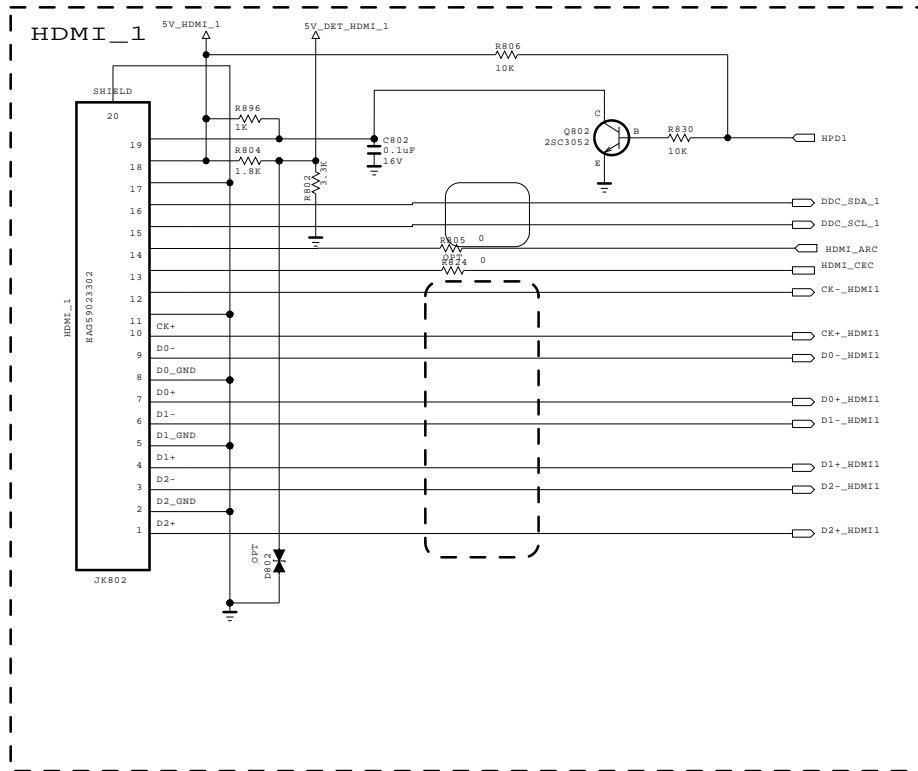 HDMI_1
5V_HDMI_1
5V_DET_HDMI_1
R806
10K
SHIELD
20
R896
1K
C802
0.1uF
16V
Q802
2SC3052
C
B
E
R830
10K
HPD1
19
R804
1.8K
R802
3.3K
18
17
16
DDC_SDA_1
15
DDC_SCL_1
R805
0
OPT
14
HDMI_ARC
R824
0
13
HDMI_CEC
12
CK-_HDMI1
HDMI_1
EAG59023302
11
CK+
10
CK+_HDMI1
D0-
9
D0-_HDMI1
D0_GND
8
D0+
7
D0+_HDMI1
D1-
6
D1-_HDMI1
D1_GND
5
D1+
4
D1+_HDMI1
D2-
3
D2-_HDMI1
D2_GND
2
D2+
1
D2+_HDMI1
OPT
D802
JK802